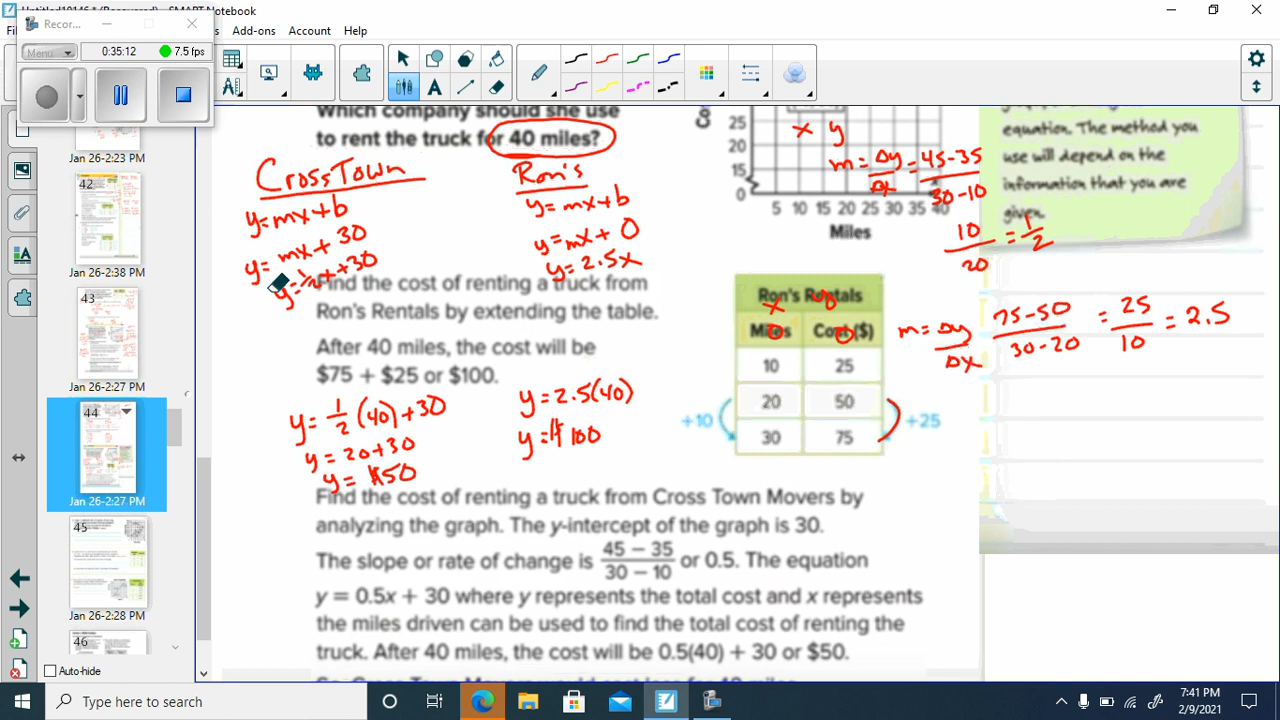 SMART Notebook
Recor...
Menu
0:35:12
7.5 fps
Add-ons Account Help
Jan 26-2:23 PM
42
Jan 26-2:38 PM
43
Jan 26-2:27 PM
44
Jan 26-2:27 PM
45
Jan 26-2:28 PM
46
Auto-hide
Which company should she use
to rent the truck for 40 miles?
CrossTown
y=mx+b
y= mx+ 30
y=½x+30
Ron's
y= mx+b
y=mx+ 0
y= 2.5x
Find the cost of renting a truck from
Ron's Rentals by extending the table.
After 40 miles, the cost will be
$75 + $25 or $100.
y= 1/2 (40) +30
y= 20+30
y= $50
y= 2.5(40)
y= $100
25
20
15
0
5 10 15 20 25 30 35 40
Miles
x y
m= Δy/Δx = 45-35/30-10
10/20 = 1/2
equation. The method you
use will depend on the
information that you are
given.
Ron's Rentals
x y
Miles Cost ($)
0 0
10 25
20 50
30 75
+10
+25
m= Δy/Δx 75-50/30-20 = 25/10 = 2.5
Find the cost of renting a truck from Cross Town Movers by
analyzing the graph. The y-intercept of the graph is 30.
The slope or rate of change is 45 − 35/30 − 10 or 0.5. The equation
y = 0.5x + 30 where y represents the total cost and x represents
the miles driven can be used to find the total cost of renting the
truck. After 40 miles, the cost will be 0.5(40) + 30 or $50.
Type here to search
7:41 PM
2/9/2021